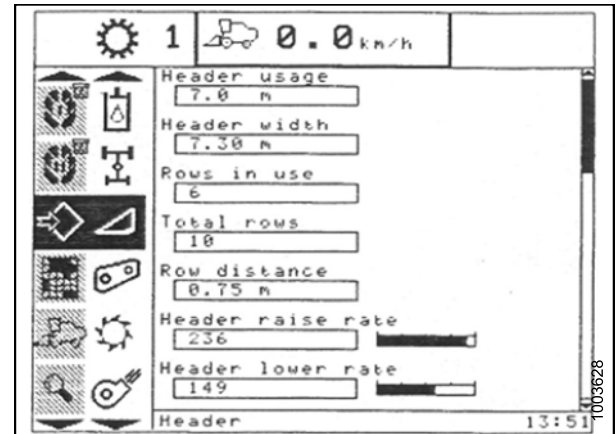 1
0.0 km/h
Header usage
7.0 m
Header width
7.30 m
Rows in use
6
Total rows
10
Row distance
0.75 m
Header raise rate
236
Header lower rate
149
Header
13:51
1003628